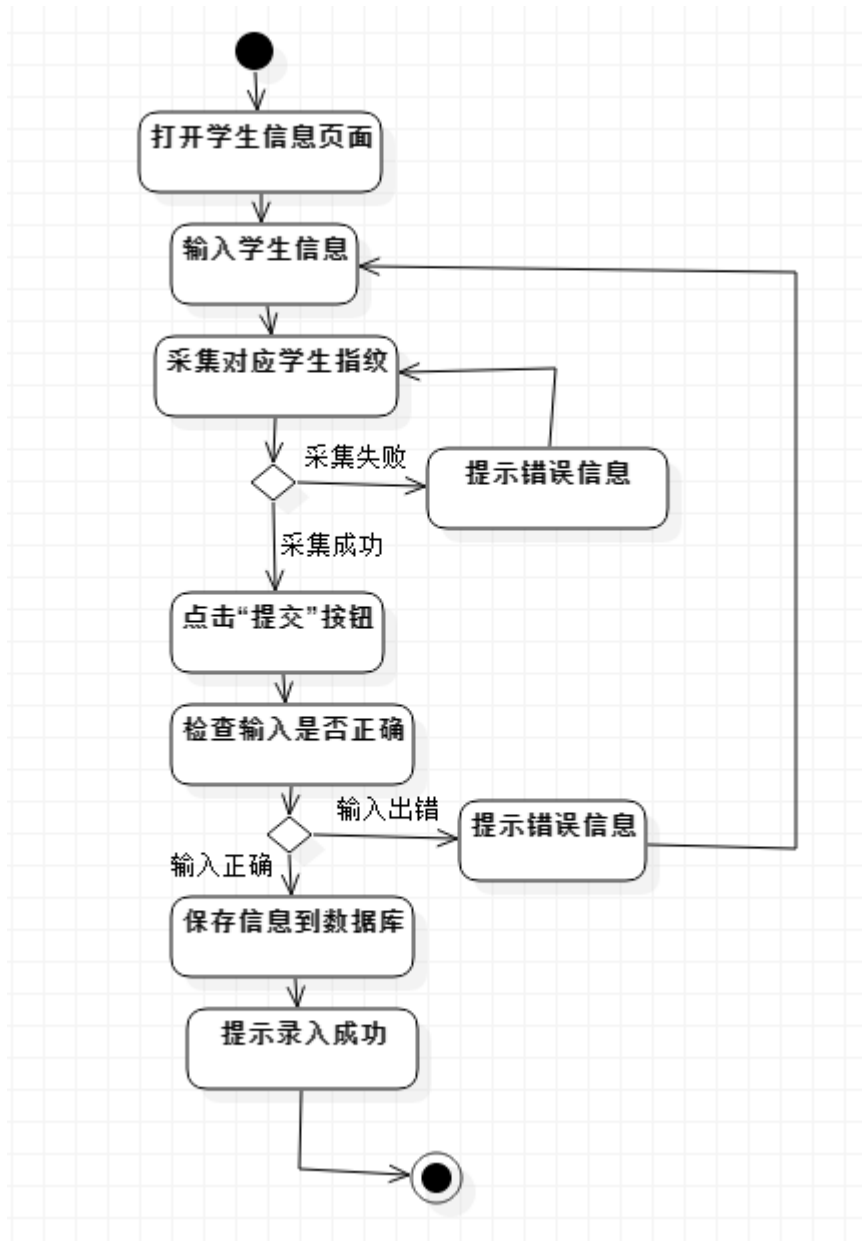 打开学生信息页面
输入学生信息
采集对应学生指纹
采集失败
提示错误信息
采集成功
点击“提交”按钮
检查输入是否正确
输入出错
提示错误信息
输入正确
保存信息到数据库
提示录入成功